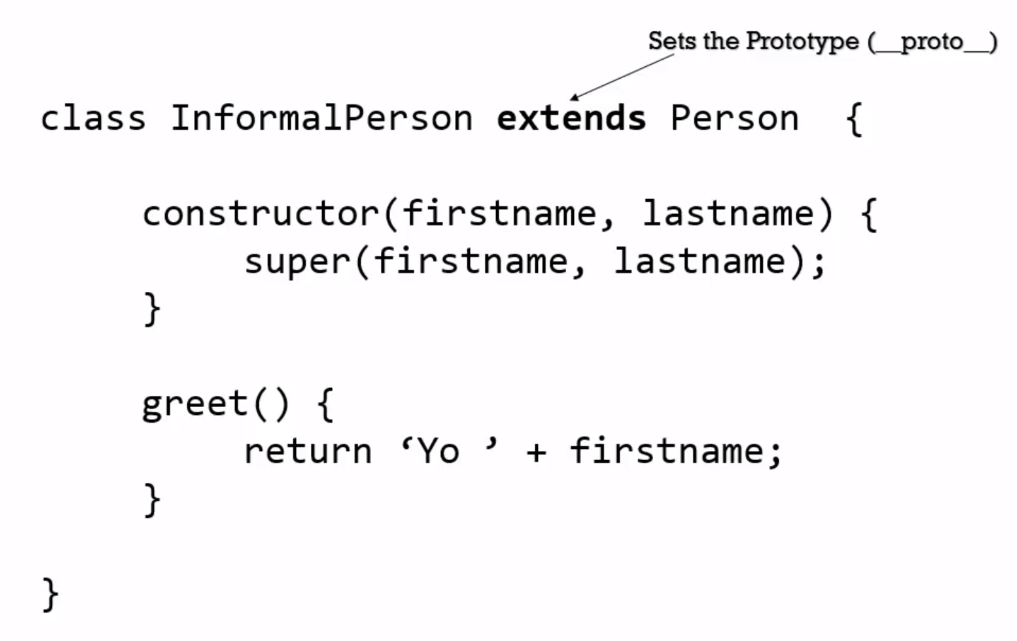 Sets the Prototype (__proto__)
class InformalPerson extends Person {
constructor(firstname, lastname) {
super(firstname, lastname);
}
greet() {
return ‘Yo ’ + firstname;
}
}